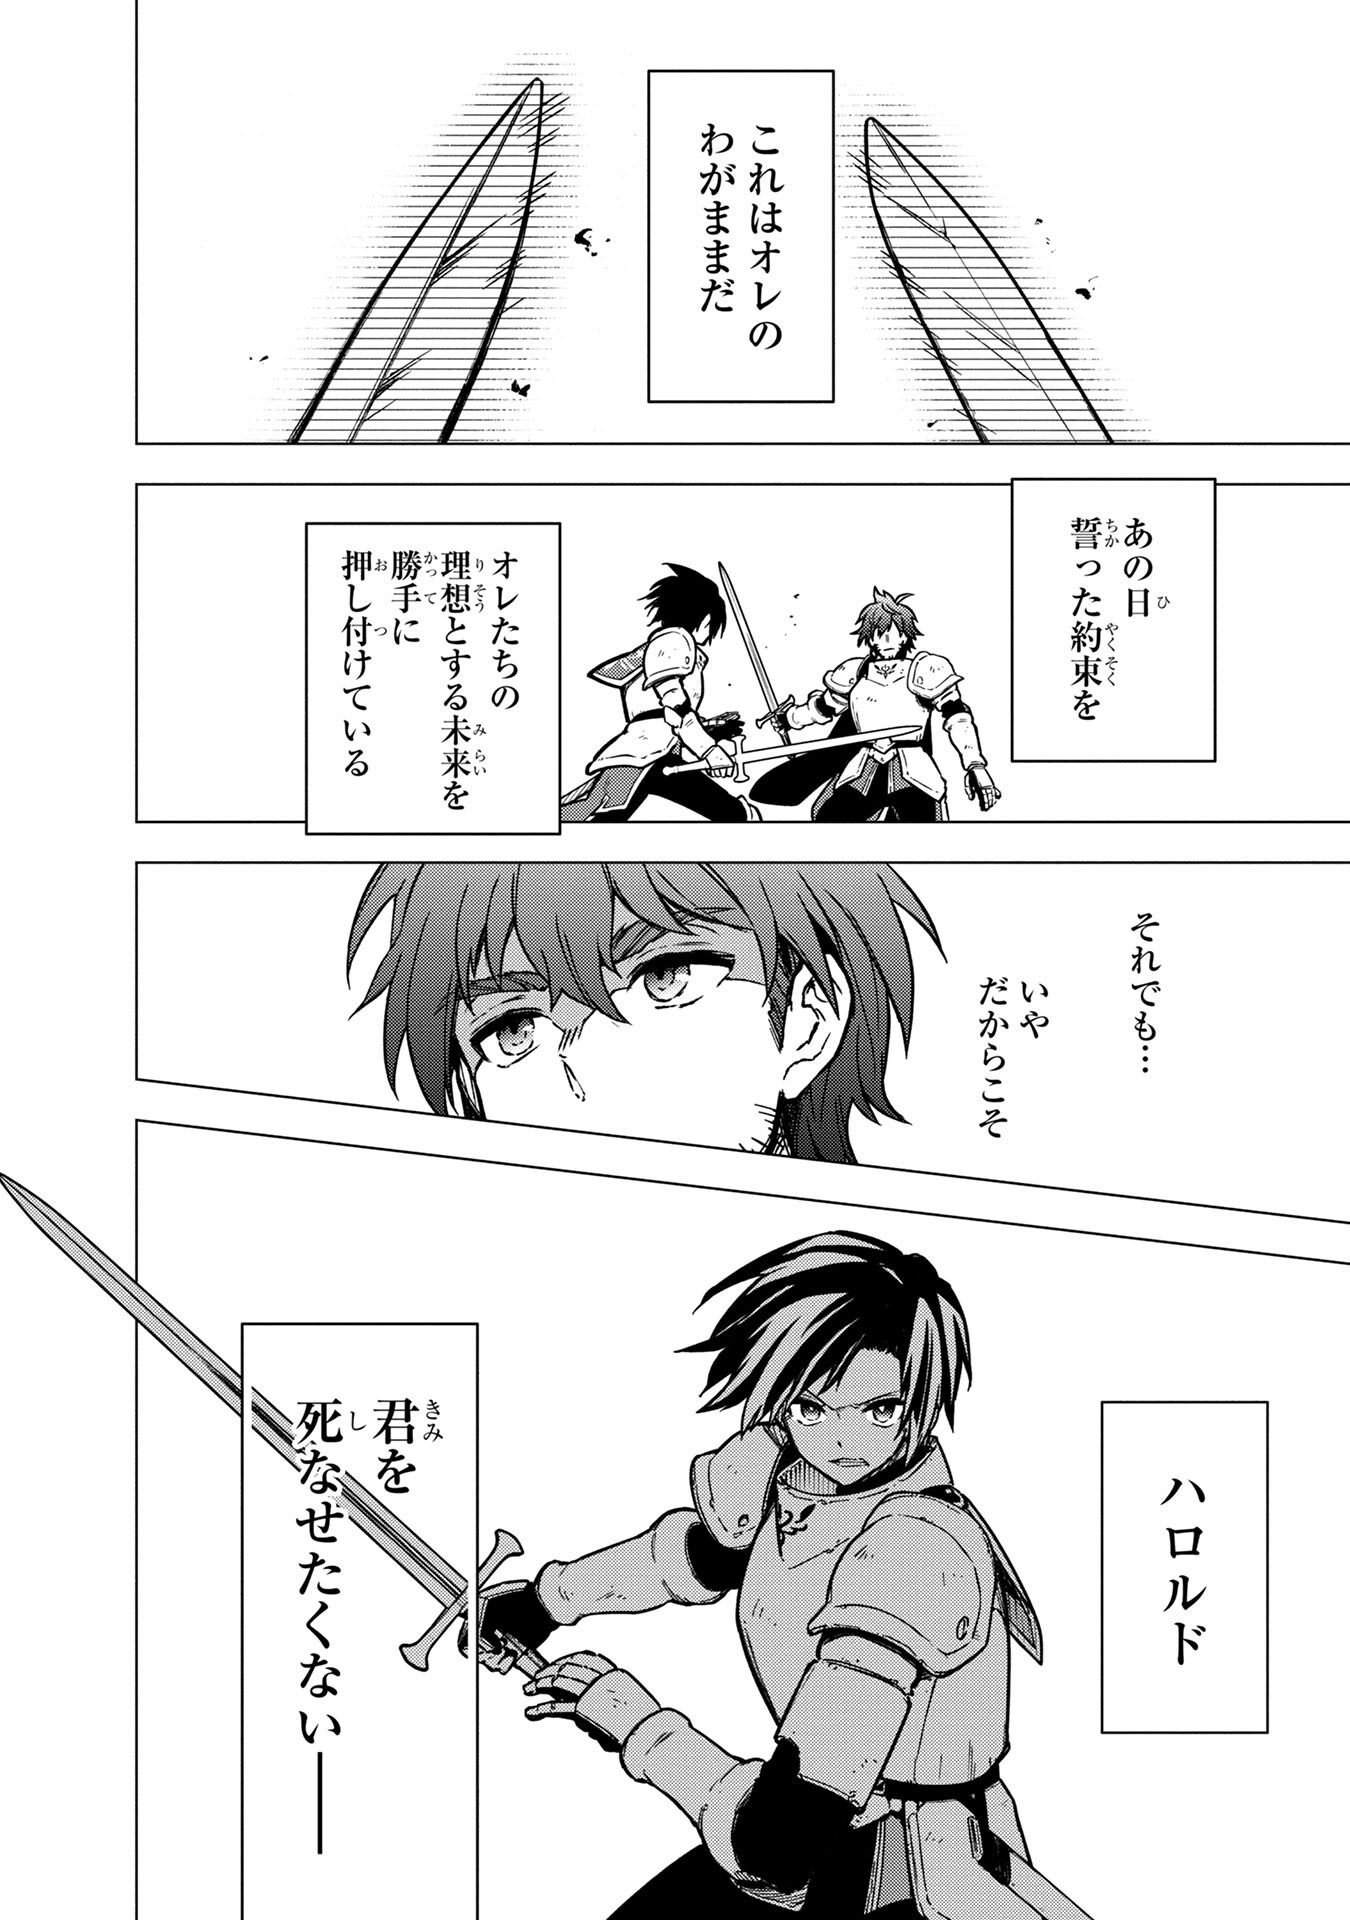 これはオレの
わがままだ
あの日
誓った約束を
オレたちの
理想とする未来を
勝手に
押し付けている
それでも…
いや
だからこそ
ハロルド
君を
死なせたくない──